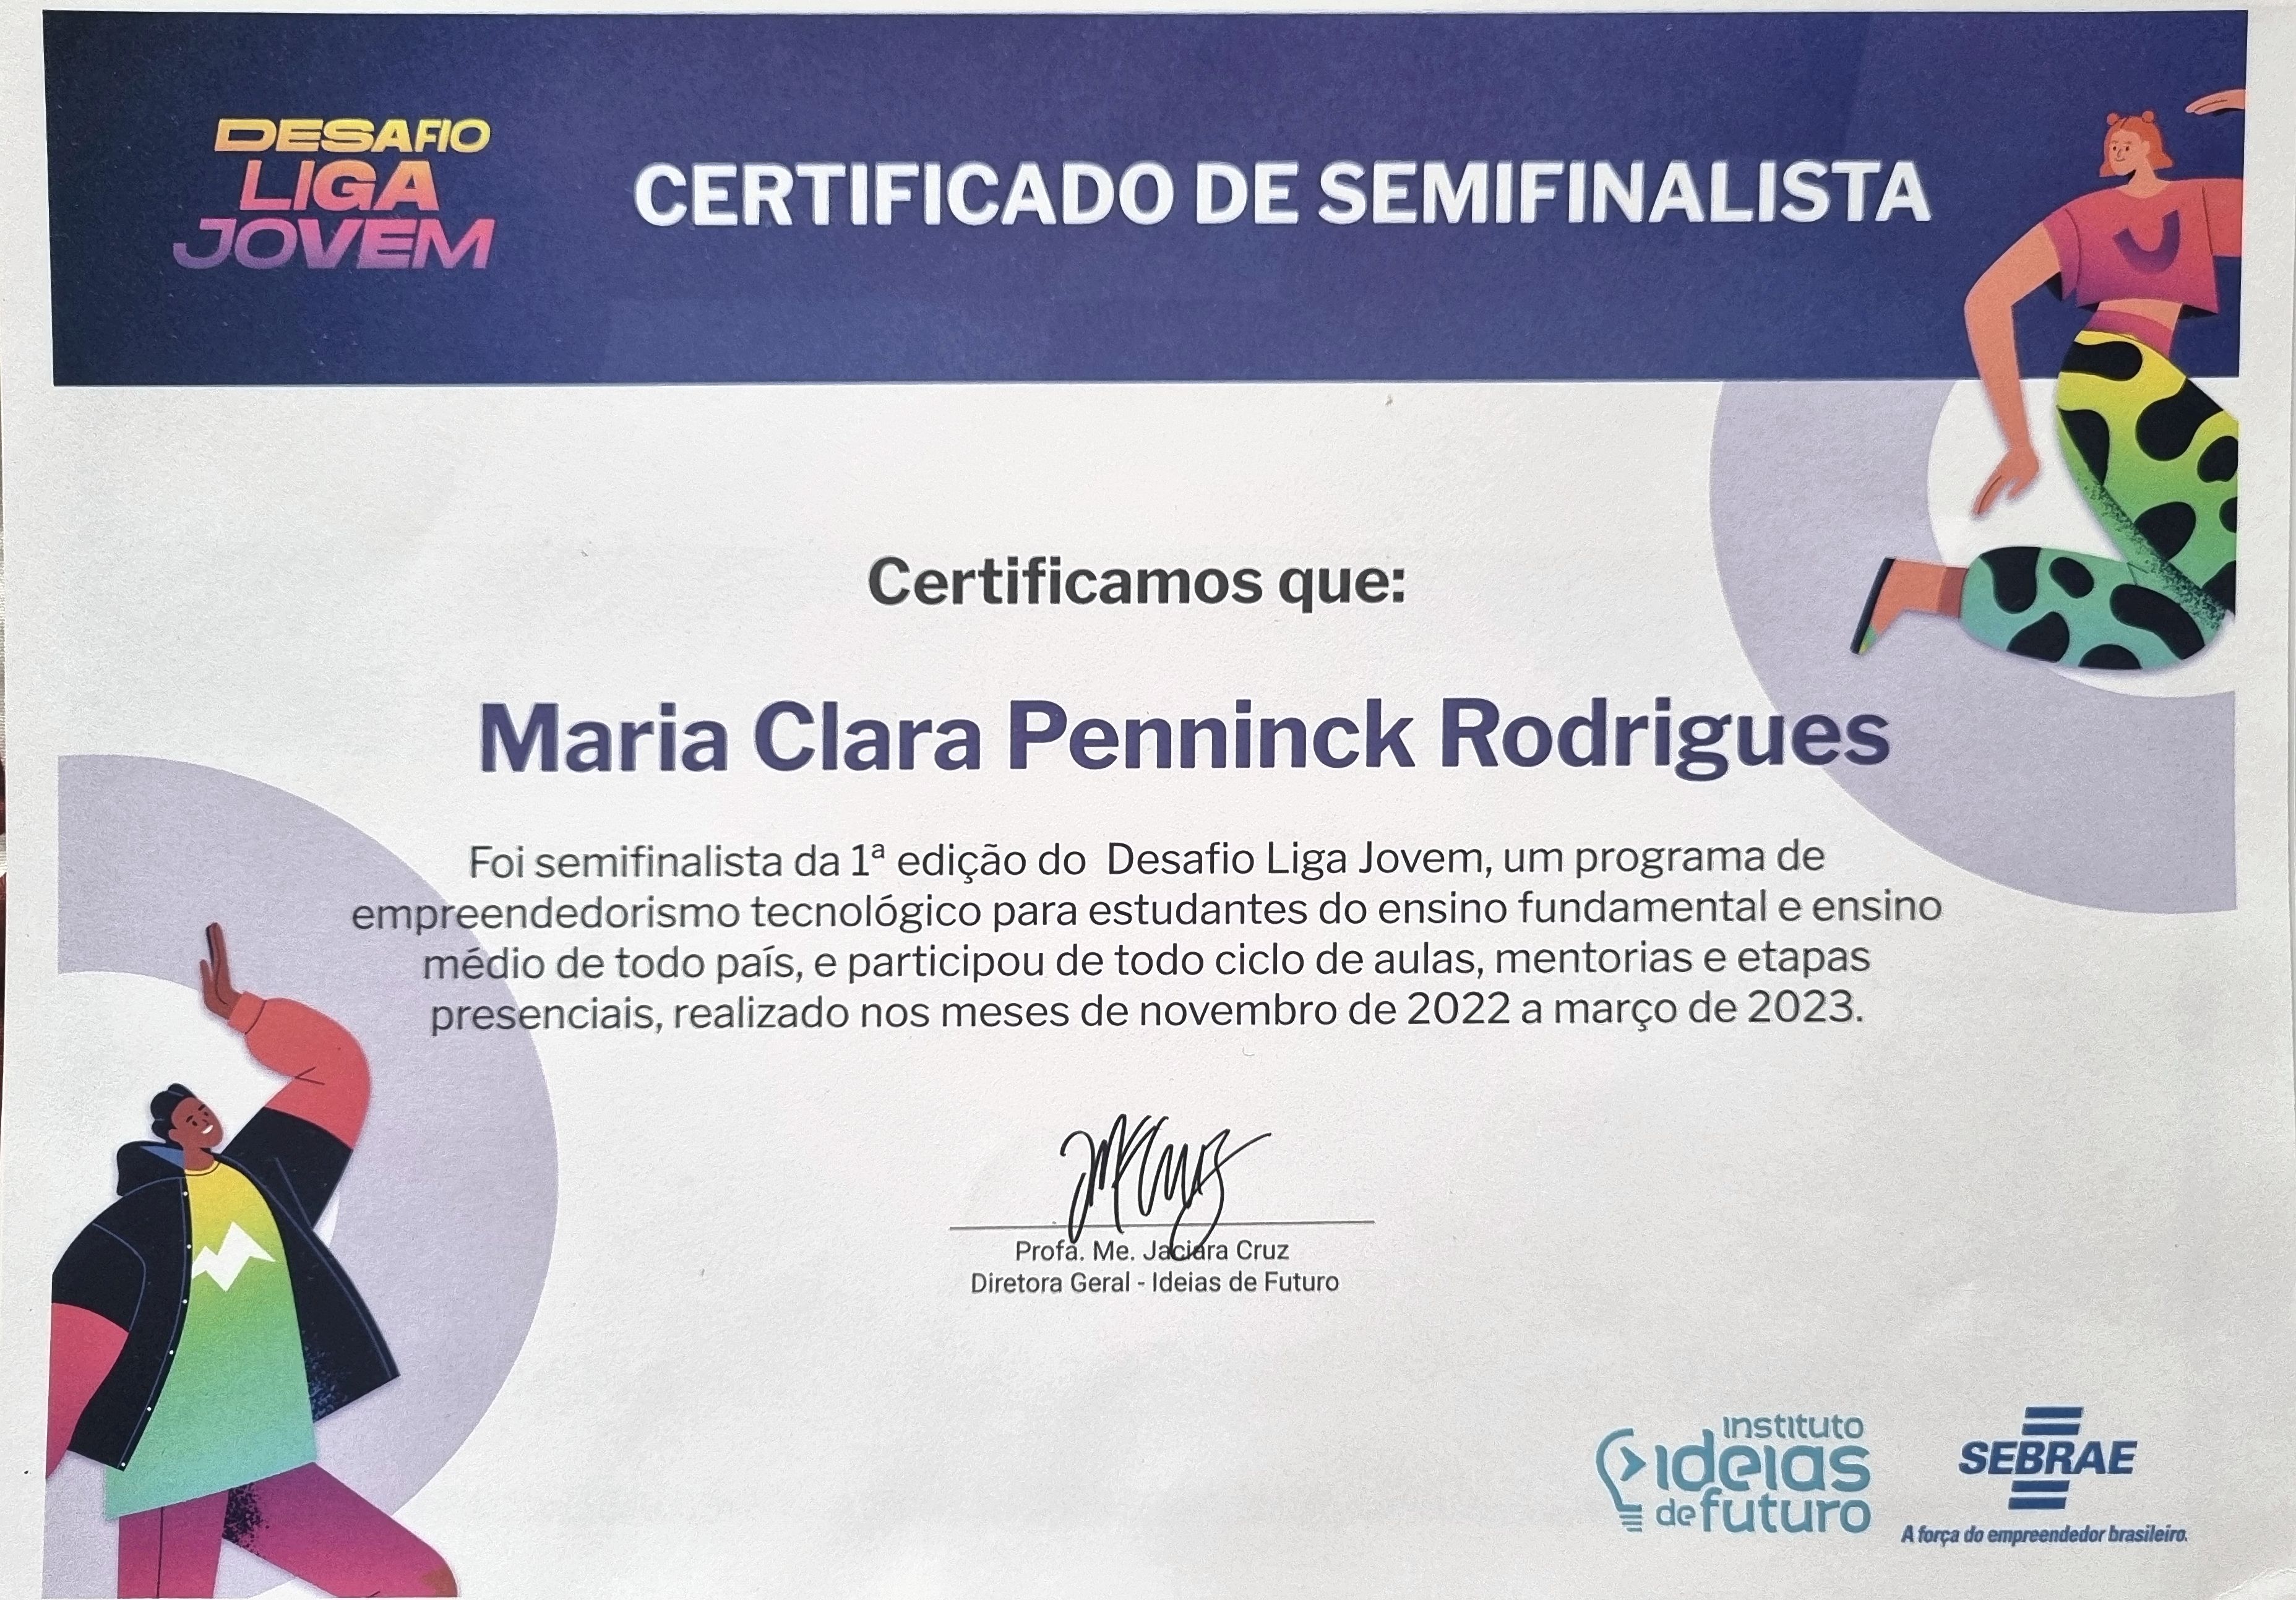 DESAFIO
LIGA
JOVEM
CERTIFICADO DE SEMIFINALISTA
Certificamos que:
Maria Clara Penninck Rodrigues
Foi semifinalista da 1ª edição do Desafio Liga Jovem, um programa de
empreendedorismo tecnológico para estudantes do ensino fundamental e ensino
médio de todo país, e participou de todo ciclo de aulas, mentorias e etapas
presenciais, realizado nos meses de novembro de 2022 a março de 2023.
Profa. Me. Jaciara Cruz
Diretora Geral - Ideias de Futuro
instituto
ideias
de futuro
SEBRAE
A força do empreendedor brasileiro.